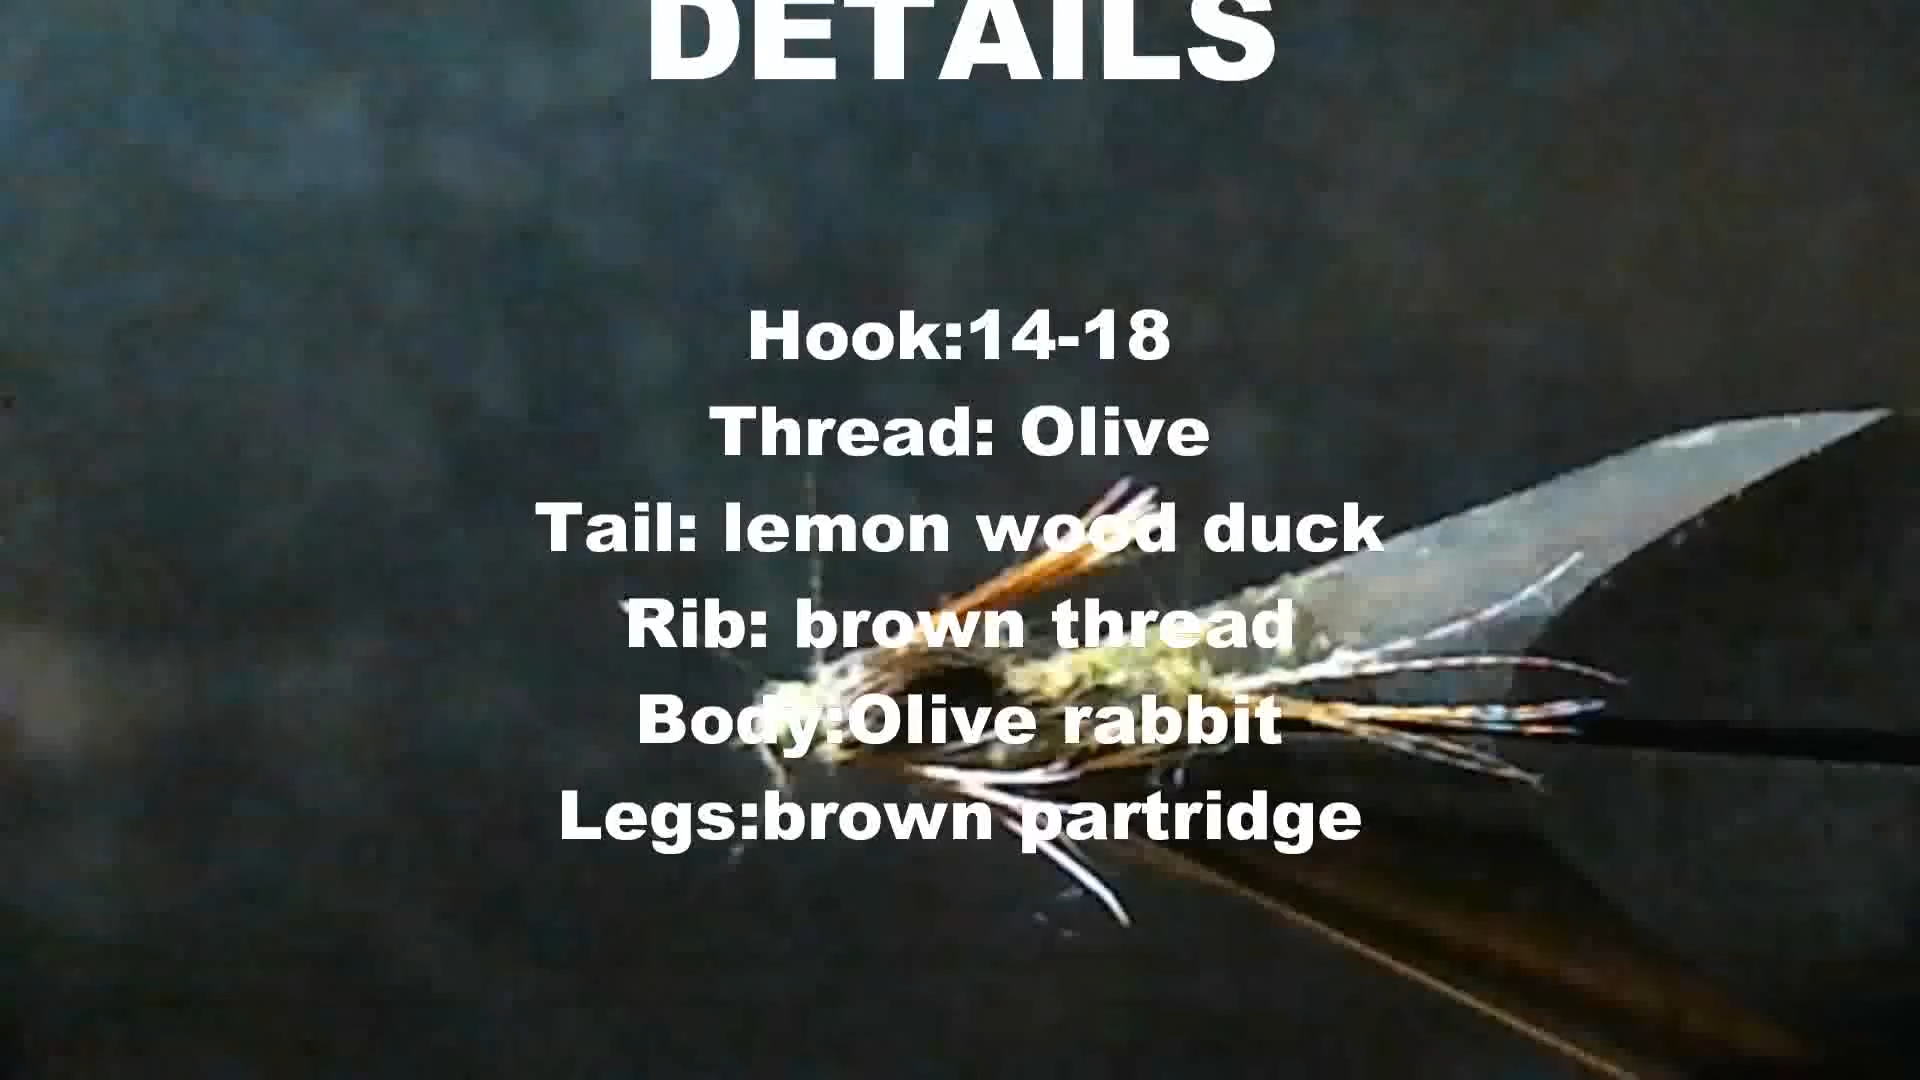 DETAILS
Hook:14-18
Thread: Olive
Tail: lemon wood duck
Rib: brown thread
Body:Olive rabbit
Legs:brown partridge